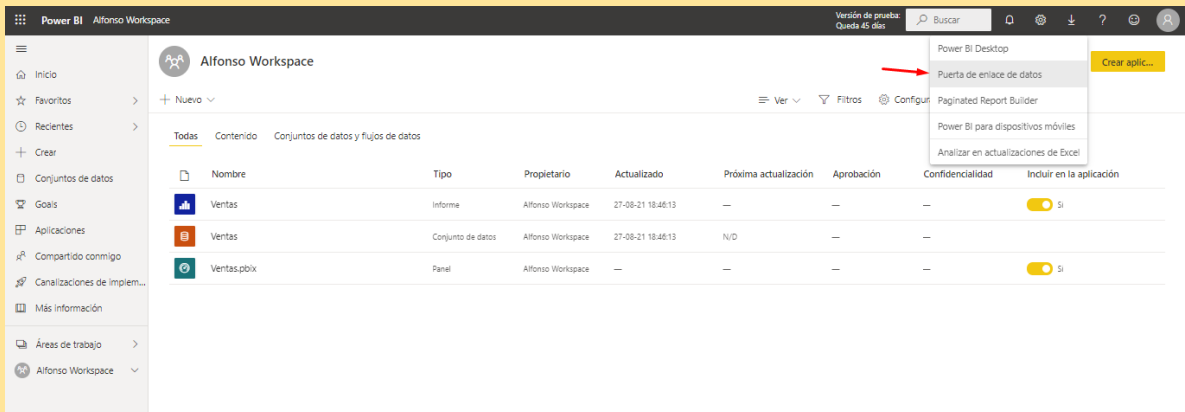 Power BI Alfonso Workspace
Versión de prueba:
Queda 45 días
Buscar
Inicio
Favoritos
Recientes
Crear
Conjuntos de datos
Goals
Aplicaciones
Compartido conmigo
Canalizaciones de implem...
Más información
Áreas de trabajo
Alfonso Workspace
Alfonso Workspace
Power BI Desktop
Puerta de enlace de datos
Paginated Report Builder
Power BI para dispositivos móviles
Analizar en actualizaciones de Excel
Crear aplic...
Nuevo
Ver
Filtros
Configur
Todas Contenido Conjuntos de datos y flujos de datos
Nombre Tipo Propietario Actualizado Próxima actualización Aprobación Confidencialidad Incluir en la aplicación
Ventas Informe Alfonso Workspace 27-08-21 18:46:13 — — — Sí
Ventas Conjunto de datos Alfonso Workspace 27-08-21 18:46:13 N/D — —
Ventas.pbix Panel Alfonso Workspace — — — — Sí